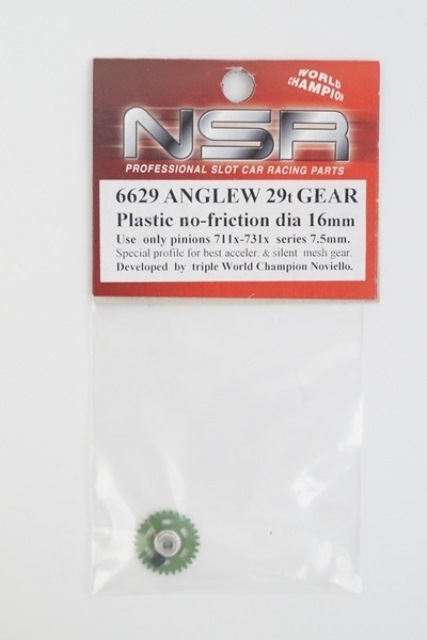 WORLD
CHAMPION
NSR
PROFESSIONAL SLOT CAR RACING PARTS
6629 ANGLEW 29t GEAR
Plastic no-friction dia 16mm
Use only pinions 711x-731x series 7.5mm.
Special profile for best acceler. & silent mesh gear.
Developed by triple World Champion Noviello.